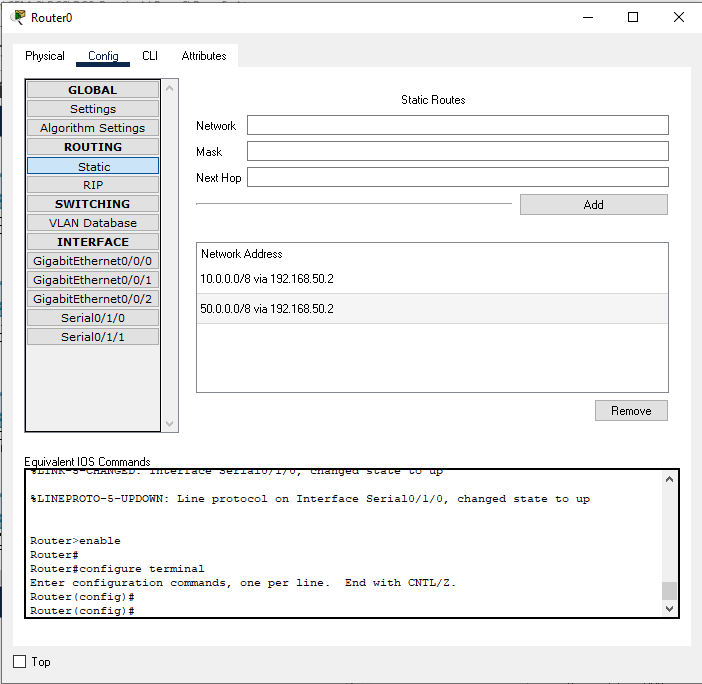 Router0
Physical Config CLI Attributes
GLOBAL
Settings
Algorithm Settings
ROUTING
Static
RIP
SWITCHING
VLAN Database
INTERFACE
GigabitEthernet0/0/0
GigabitEthernet0/0/1
GigabitEthernet0/0/2
Serial0/1/0
Serial0/1/1
Static Routes
Network
Mask
Next Hop
Add
Network Address
10.0.0.0/8 via 192.168.50.2
50.0.0.0/8 via 192.168.50.2
Remove
Equivalent IOS Commands
%LINK-5-CHANGED: Interface Serial0/1/0, changed state to up
%LINEPROTO-5-UPDOWN: Line protocol on Interface Serial0/1/0, changed state to up
Router>enable
Router#
Router#configure terminal
Enter configuration commands, one per line. End with CNTL/Z.
Router(config)#
Router(config)#
Top